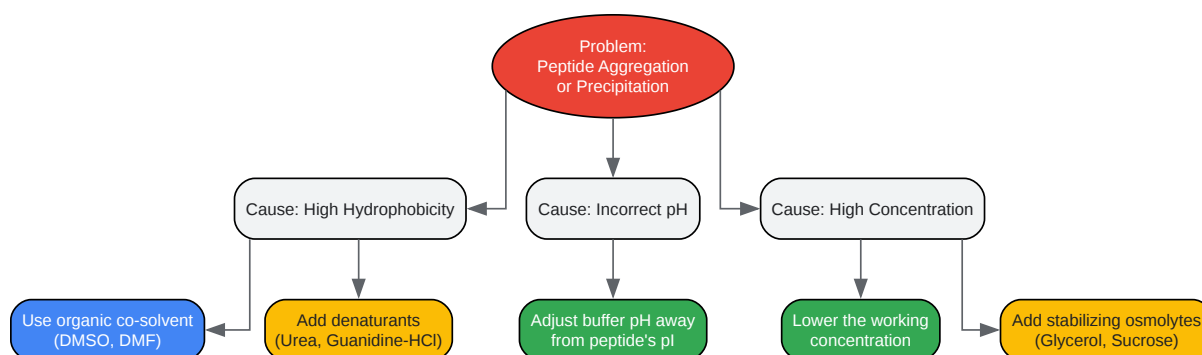 Problem:
Peptide Aggregation
or Precipitation
Cause: High Hydrophobicity
Cause: Incorrect pH
Cause: High Concentration
Use organic co-solvent
(DMSO, DMF)
Add denaturants
(Urea, Guanidine-HCl)
Adjust buffer pH away
from peptide's pI
Lower the working
concentration
Add stabilizing osmolytes
(Glycerol, Sucrose)